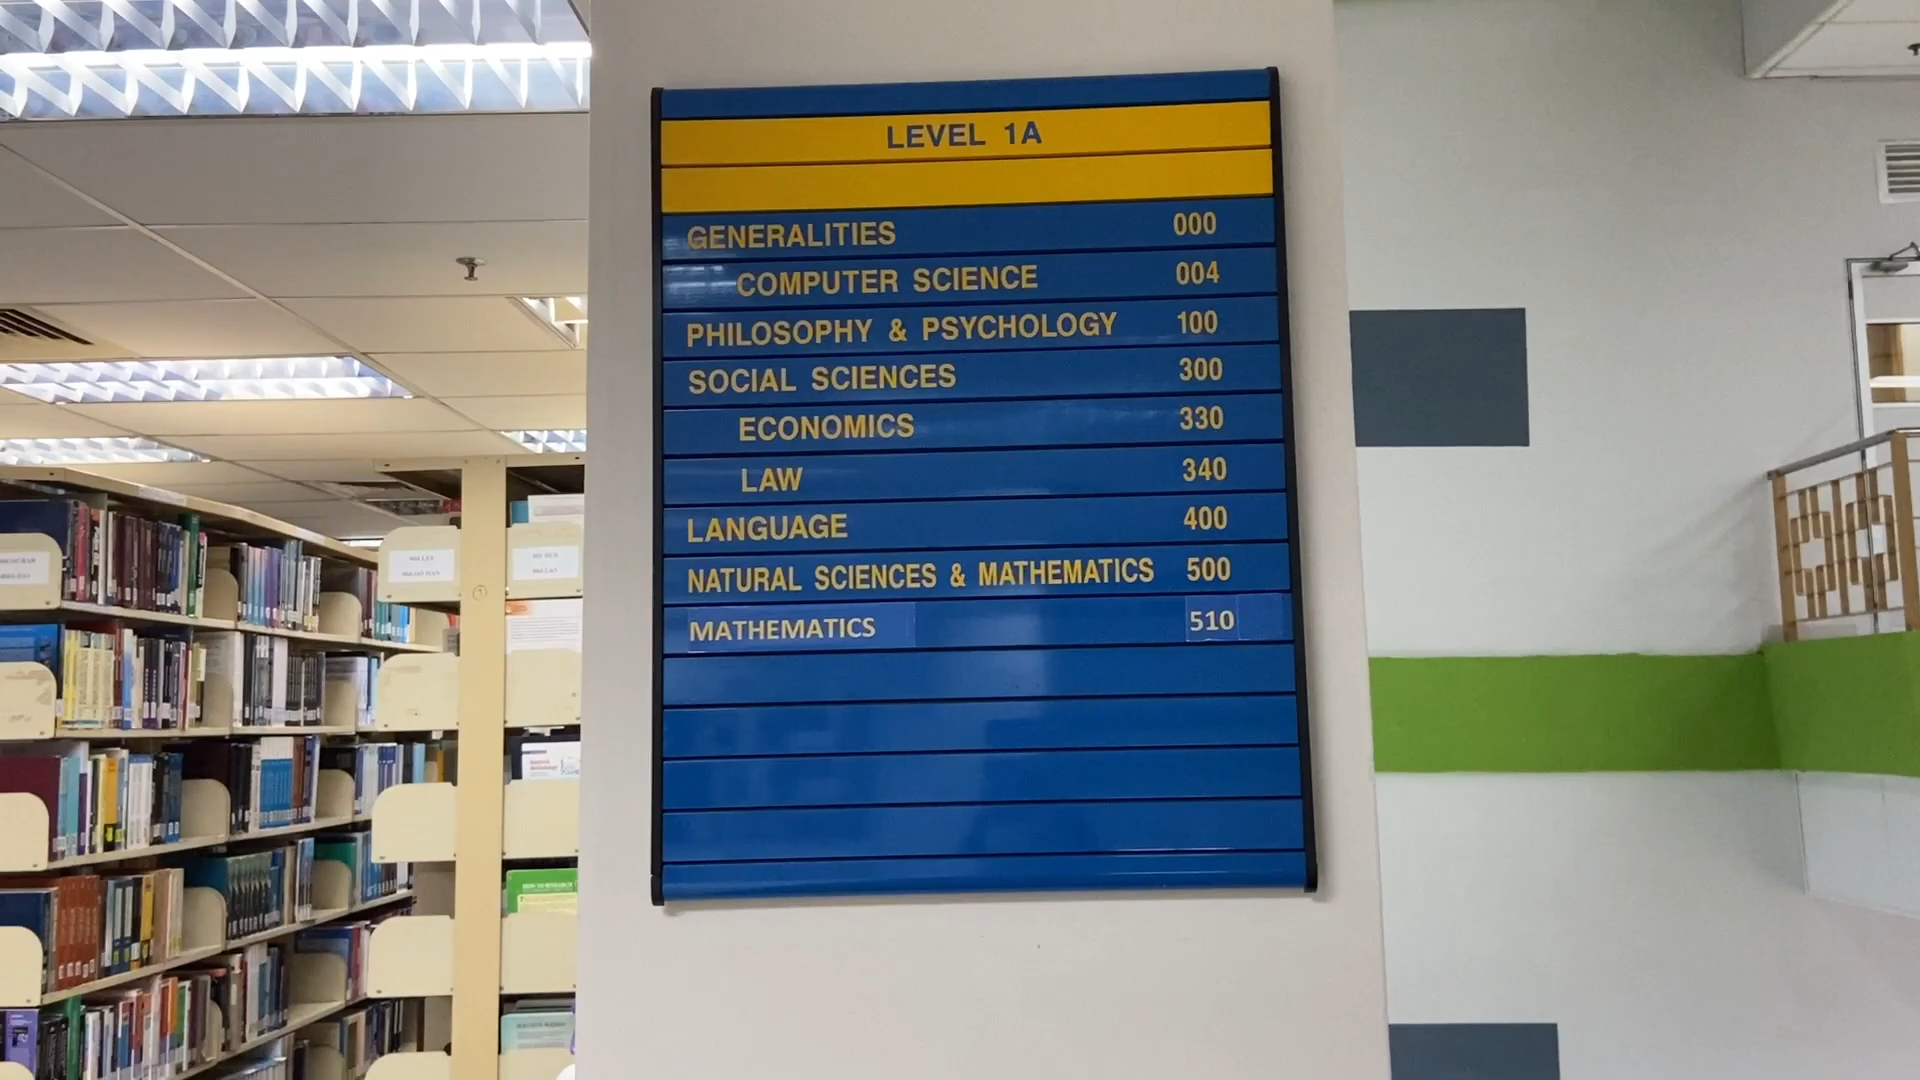 LEVEL 1A
GENERALITIES 000
COMPUTER SCIENCE 004
PHILOSOPHY & PSYCHOLOGY 100
SOCIAL SCIENCES 300
ECONOMICS 330
LAW 340
LANGUAGE 400
NATURAL SCIENCES & MATHEMATICS 500
MATHEMATICS 510